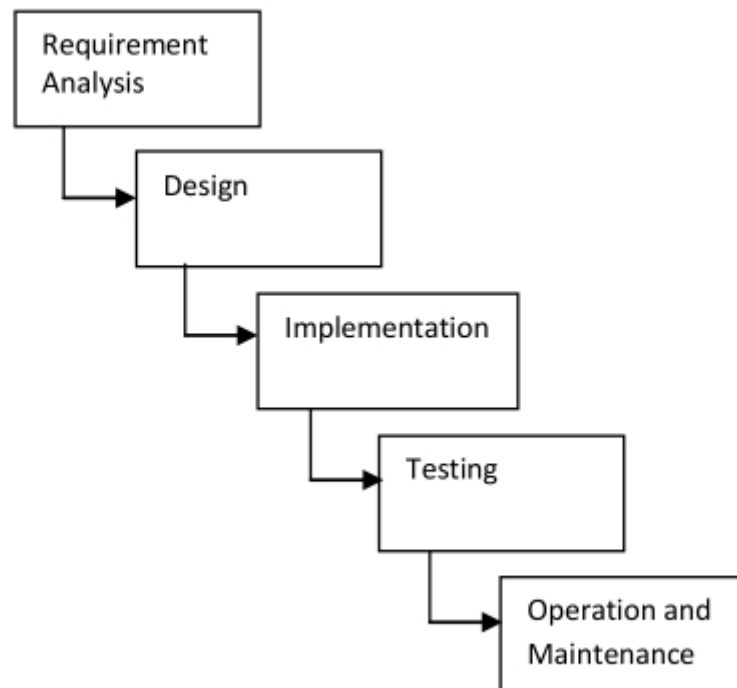 Requirement
Analysis
Design
Implementation
Testing
Operation and
Maintenance